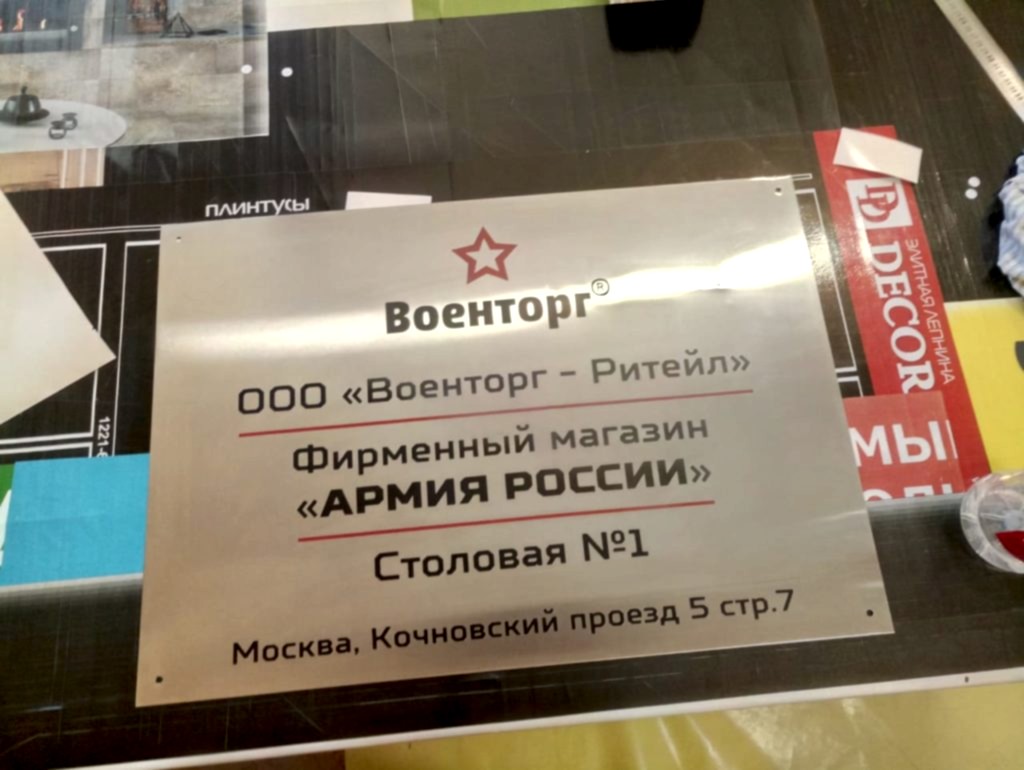 ПЛИНТУСЫ
Военторг®
ООО «Военторг - Ритейл»
Фирменный магазин
«АРМИЯ РОССИИ»
Столовая №1
Москва, Кочновский проезд 5 стр.7
DECOR
ЭЛИТНАЯ ЛЕПНИНА
МЫ